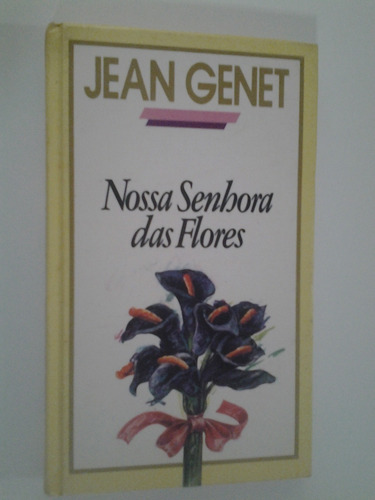 JEAN GENET
Nossa Senhora
das Flores